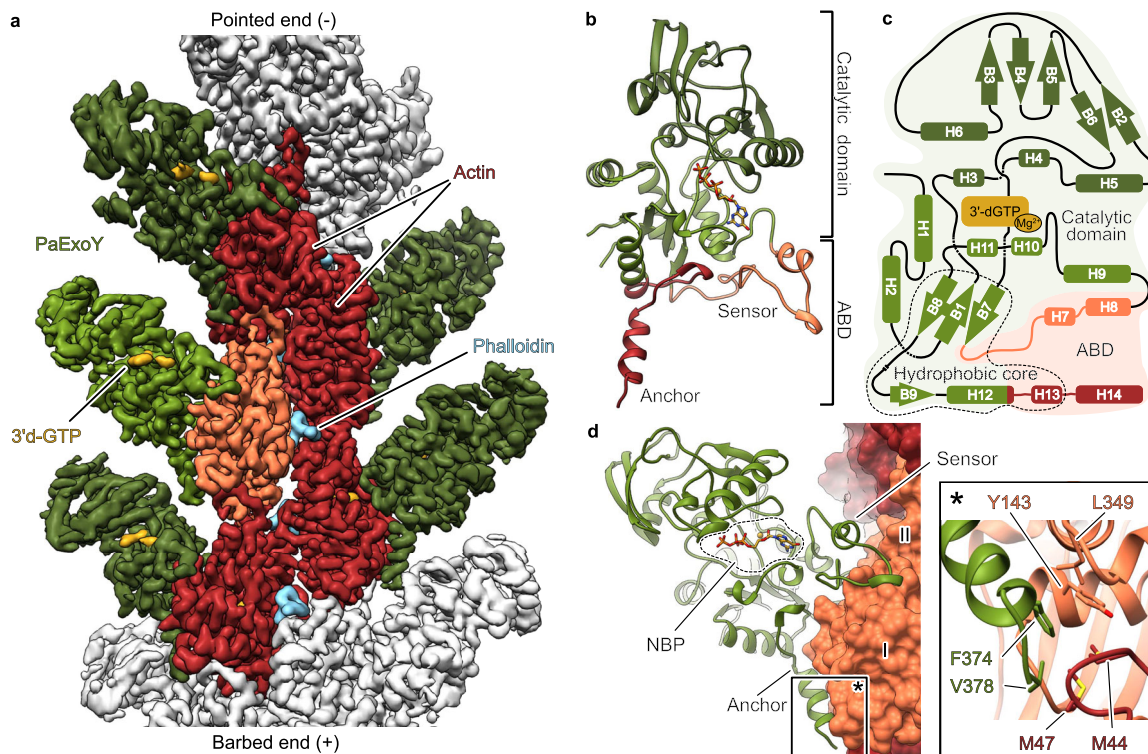 a
Pointed end (-)
Actin
PaExoY
Phalloidin
3'd-GTP
Barbed end (+)
b
Catalytic domain
ABD
Sensor
Anchor
c
B3
B4
B5
B6
B2
H6
H3
H4
H5
3'-dGTP
Mg²⁺
Catalytic
domain
H1
H11
H10
H2
H9
B8
B1
B7
H7
H8
ABD
Hydrophobic core
B9
H12
H13
H14
d
Sensor
II
NBP
I
Anchor
*
*
Y143
L349
F374
V378
M47
M44